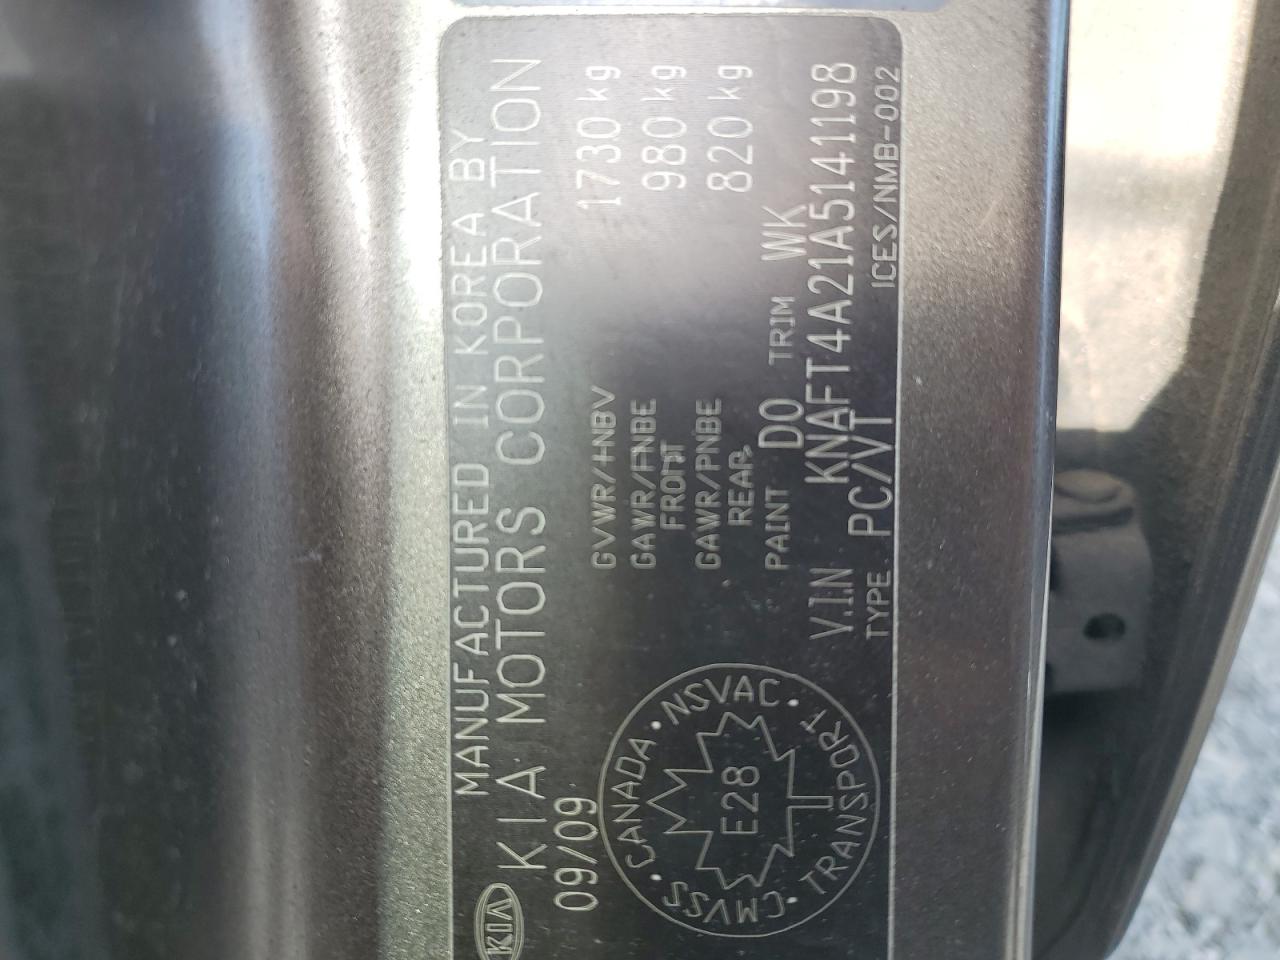 KIA
MANUFACTURED IN KOREA BY
KIA MOTORS CORPORATION
09/09
GVWR/PNBV 1730 kg
GAWR/PNBE FRONT 980 kg
GAWR/PNBE REAR 820 kg
PAINT D0 TRIM WK
V.I.N KNAFT4A21A5141198
TYPE PC/VT ICES/NMB-002
CMVSS • CANADA • NSVAC • TRANSPORT •
E28